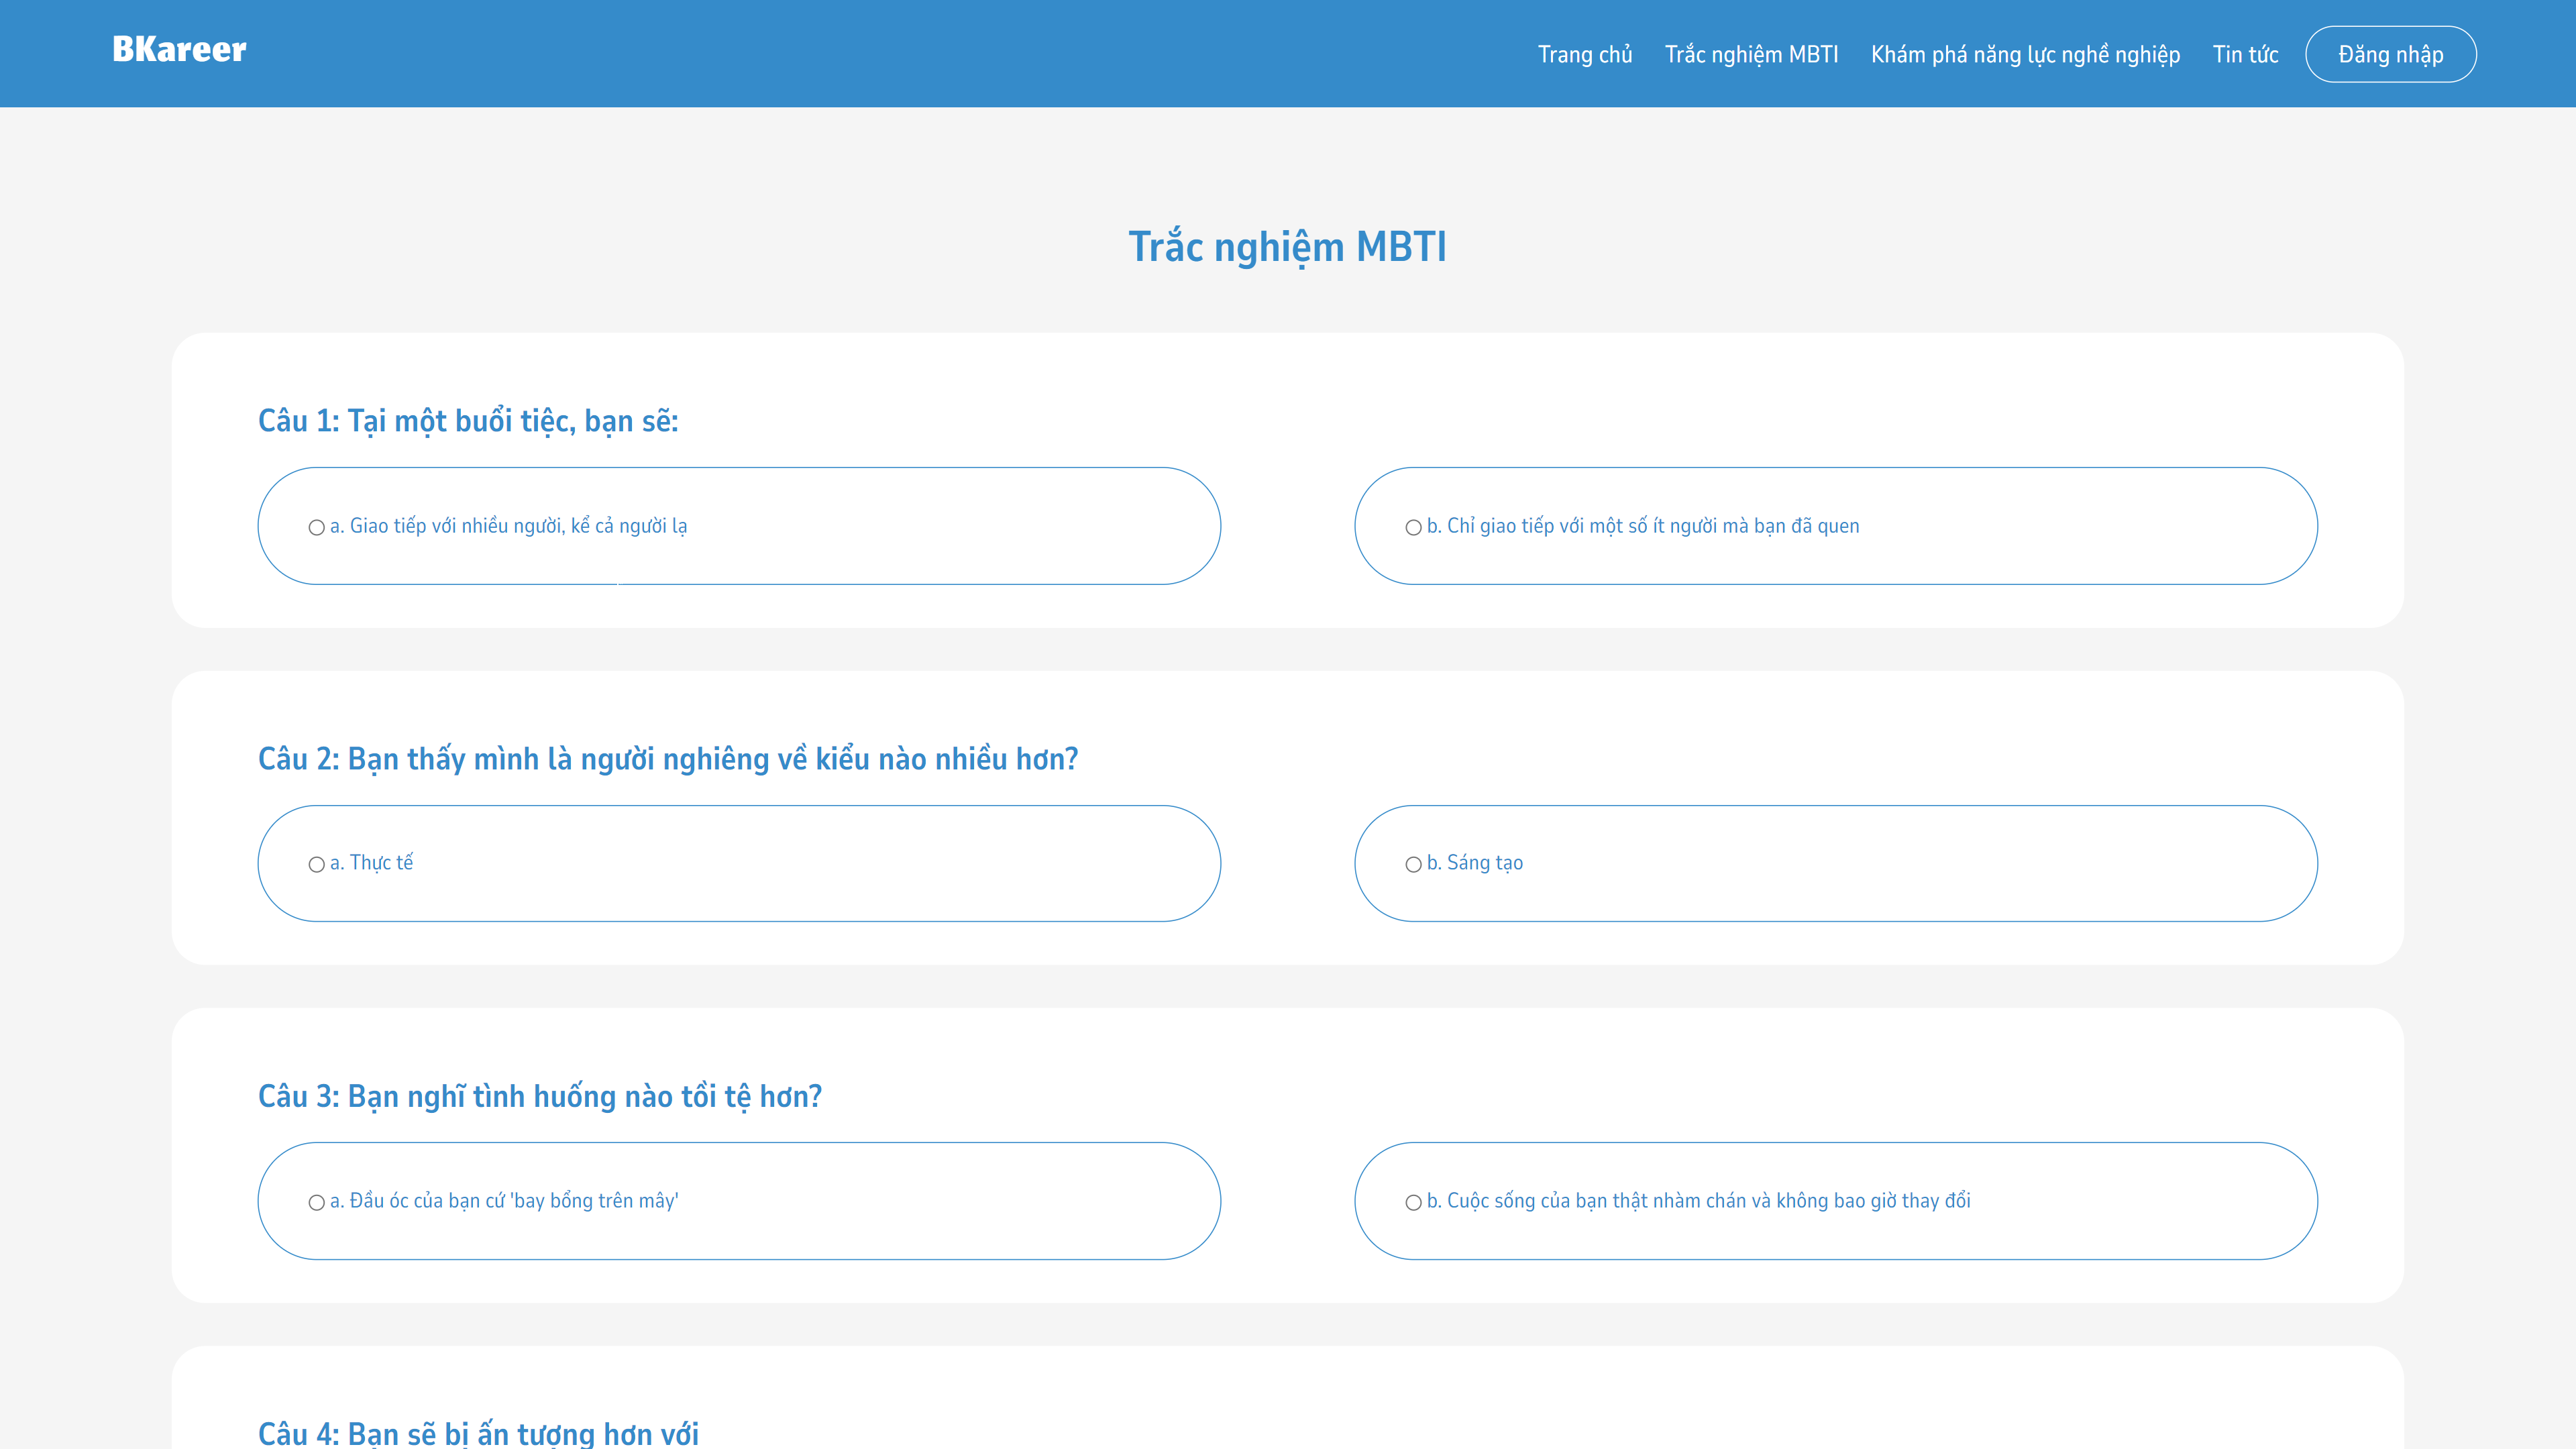 BKareer
Trang chủ Trắc nghiệm MBTI Khám phá năng lực nghề nghiệp Tin tức Đăng nhập
Trắc nghiệm MBTI
Câu 1: Tại một buổi tiệc, bạn sẽ:
a. Giao tiếp với nhiều người, kể cả người lạ
b. Chỉ giao tiếp với một số ít người mà bạn đã quen
Câu 2: Bạn thấy mình là người nghiêng về kiểu nào nhiều hơn?
a. Thực tế
b. Sáng tạo
Câu 3: Bạn nghĩ tình huống nào tồi tệ hơn?
a. Đầu óc của bạn cứ 'bay bổng trên mây'
b. Cuộc sống của bạn thật nhàm chán và không bao giờ thay đổi
Câu 4: Bạn sẽ bị ấn tượng hơn với